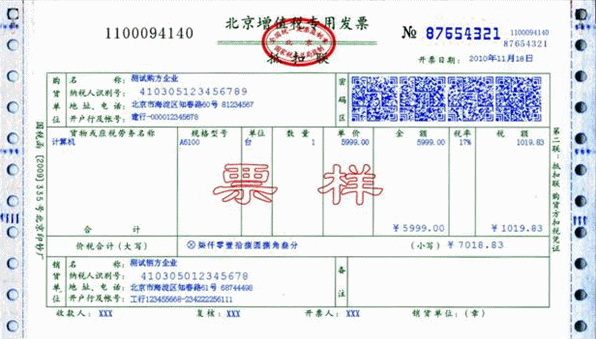 北京增值税专用发票
1100094140
№ 87654321
1100094140
87654321
北京
抵扣联
开票日期: 2010年11月18日
购货单位
名称: 测试购方企业
纳税人识别号: 410305123456789
地址、电话: 北京市海淀区知春路60号 81234567
开户行及帐号: 建行-000012345678
密码区
货物或应税劳务名称 规格型号 单位 数量 单价 金额 税率 税额
计算机 A5100 台 1 5999.00 5999.00 17% 1019.83
票样
合计 ￥5999.00 ￥1019.83
价税合计（大写） ⊗柒仟零壹拾捌圆捌角叁分 （小写）￥7018.83
销货单位
名称: 测试销方企业
纳税人识别号: 410305012345678
地址、电话: 北京市海淀区知春路61号 68744498
开户行及帐号: 工行123455668-234222256111
备注
收款人: XXX 复核: XXX 开票人: XXX 销货单位:（章）
国税函[2009]335号北京印钞厂
第二联:抵扣联 购货方扣税凭证